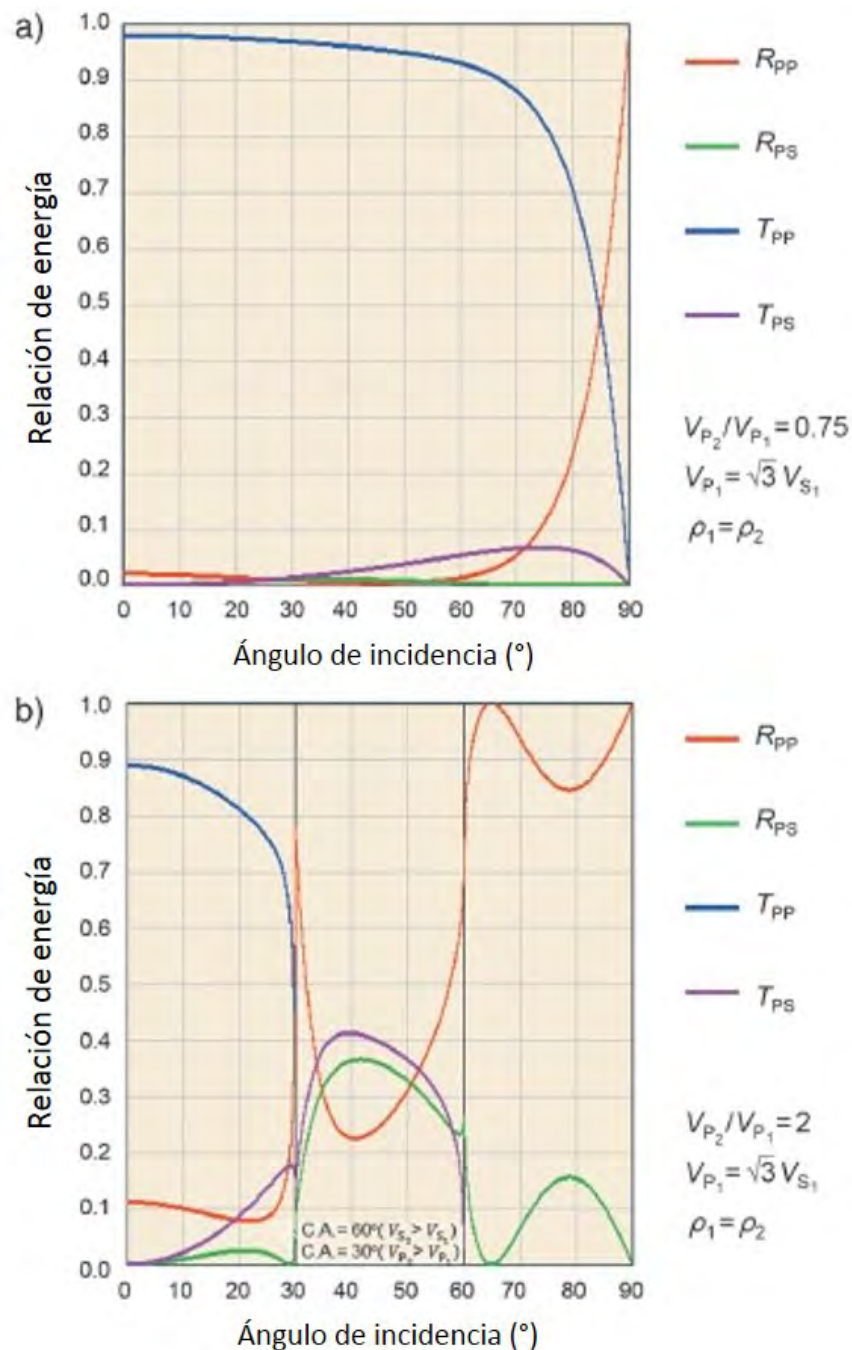 a)
1.0
0.9
0.8
0.7
0.6
0.5
0.4
0.3
0.2
0.1
0.0
Relación de energía
0 10 20 30 40 50 60 70 80 90
Ángulo de incidencia (°)
R_PP
R_PS
T_PP
T_PS
V_P₂/V_P₁ = 0.75
V_P₁ = √3 V_S₁
ρ₁ = ρ₂
b)
1.0
0.9
0.8
0.7
0.6
0.5
0.4
0.3
0.2
0.1
0.0
Relación de energía
C.A.= 60º( V_S₂ > V_S₁)
C.A.= 30º( V_P₂ > V_P₁)
0 10 20 30 40 50 60 70 80 90
Ángulo de incidencia (°)
R_PP
R_PS
T_PP
T_PS
V_P₂/V_P₁ = 2
V_P₁ = √3 V_S₁
ρ₁ = ρ₂